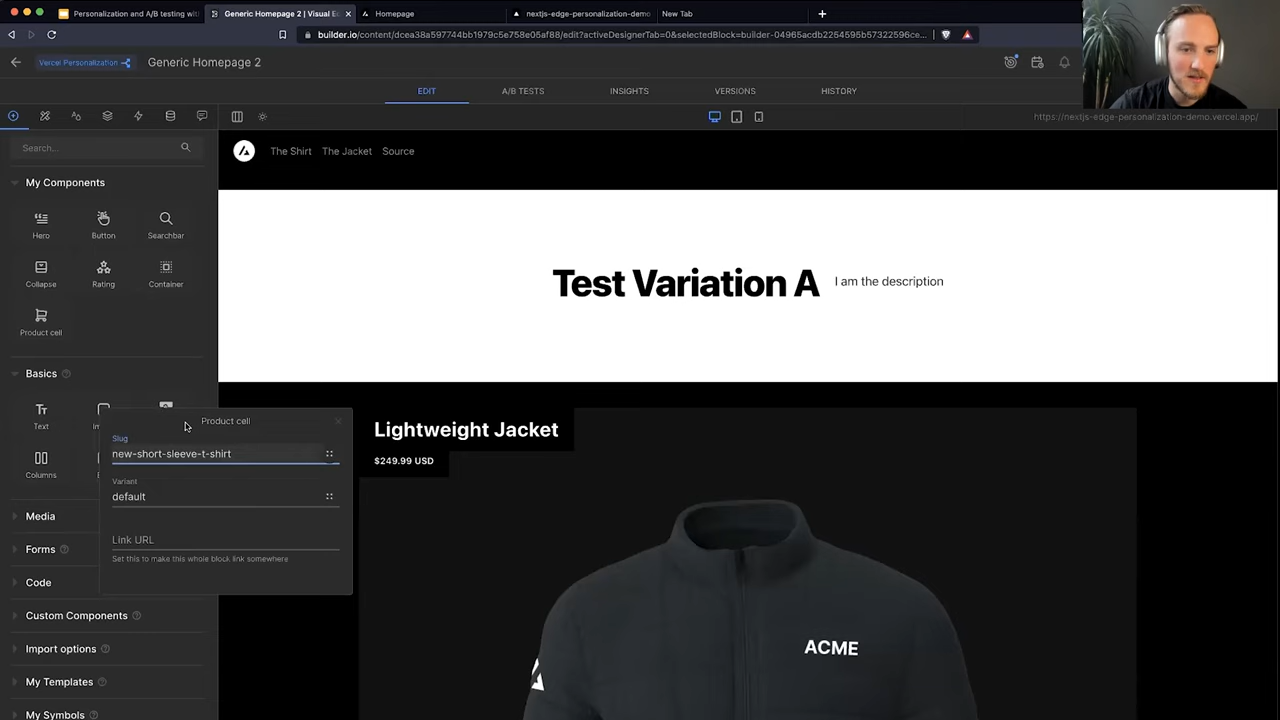 Personalization and A/B testing with
Generic Homepage 2 | Visual E
Homepage
nextjs-edge-personalization-demo
New Tab
builder.io/content/dcea38a597744bb1979c5e758e05af88/edit?activeDesignerTab=0&selectedBlock=builder-04965acdb2254595b57322596ce...
Vercel Personalization
Generic Homepage 2
EDIT
A/B TESTS
INSIGHTS
VERSIONS
HISTORY
https://nextjs-edge-personalization-demo.vercel.app/
Search...
The Shirt
The Jacket
Source
My Components
Hero
Button
Searchbar
Collapse
Rating
Container
Product cell
Test Variation A
I am the description
Basics
Text
Columns
Product cell
Slug
new-short-sleeve-t-shirt
Variant
default
Link URL
Set this to make this whole block link somewhere
Lightweight Jacket
$249.99 USD
ACME
Media
Forms
Code
Custom Components
Import options
My Templates
My Symbols